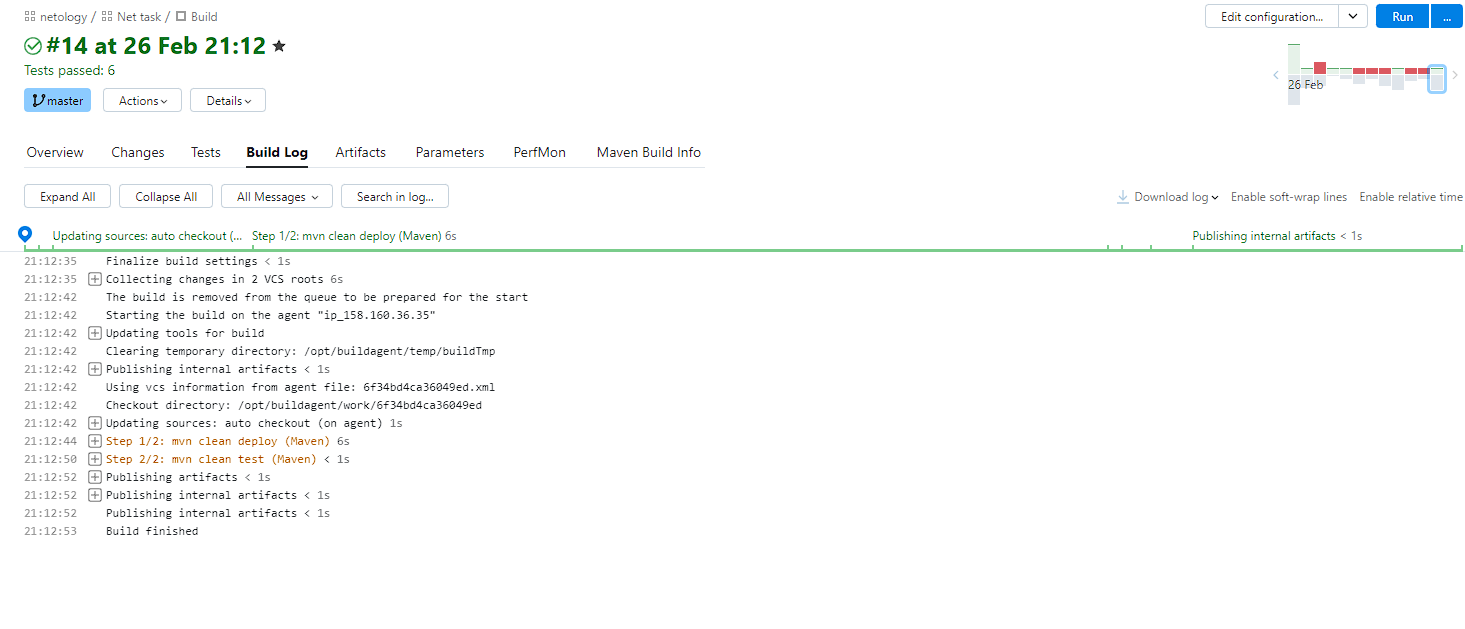 netology / Net task / Build
Edit configuration... Run ...
#14 at 26 Feb 21:12
Tests passed: 6
26 Feb
master Actions Details
Overview Changes Tests Build Log Artifacts Parameters PerfMon Maven Build Info
Expand All Collapse All All Messages Search in log... Download log Enable soft-wrap lines Enable relative time
Updating sources: auto checkout (... Step 1/2: mvn clean deploy (Maven) 6s Publishing internal artifacts < 1s
21:12:35 Finalize build settings < 1s
21:12:35 Collecting changes in 2 VCS roots 6s
21:12:42 The build is removed from the queue to be prepared for the start
21:12:42 Starting the build on the agent "ip_158.160.36.35"
21:12:42 Updating tools for build
21:12:42 Clearing temporary directory: /opt/buildagent/temp/buildTmp
21:12:42 Publishing internal artifacts < 1s
21:12:42 Using vcs information from agent file: 6f34bd4ca36049ed.xml
21:12:42 Checkout directory: /opt/buildagent/work/6f34bd4ca36049ed
21:12:42 Updating sources: auto checkout (on agent) 1s
21:12:44 Step 1/2: mvn clean deploy (Maven) 6s
21:12:50 Step 2/2: mvn clean test (Maven) < 1s
21:12:52 Publishing artifacts < 1s
21:12:52 Publishing internal artifacts < 1s
21:12:52 Publishing internal artifacts < 1s
21:12:53 Build finished